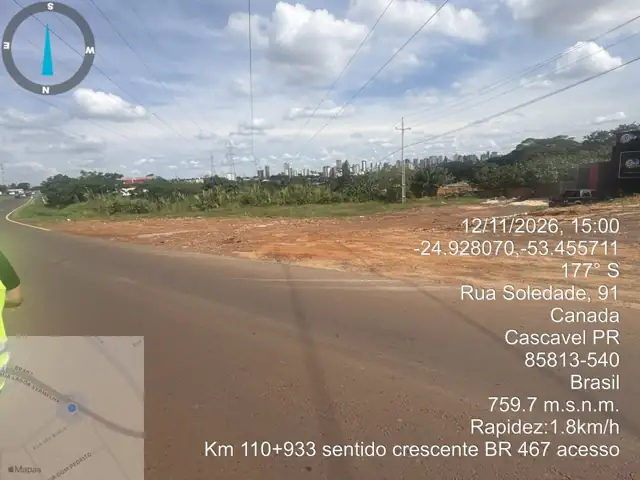 S
E
W
N
12/11/2026, 15:00
-24.928070,-53.455711
177° S
Rua Soledade, 91
Canada
Cascavel PR
85813-540
Brasil
759.7 m.s.n.m.
Rapidez:1.8km/h
Km 110+933 sentido crescente BR 467 acesso
Mapas